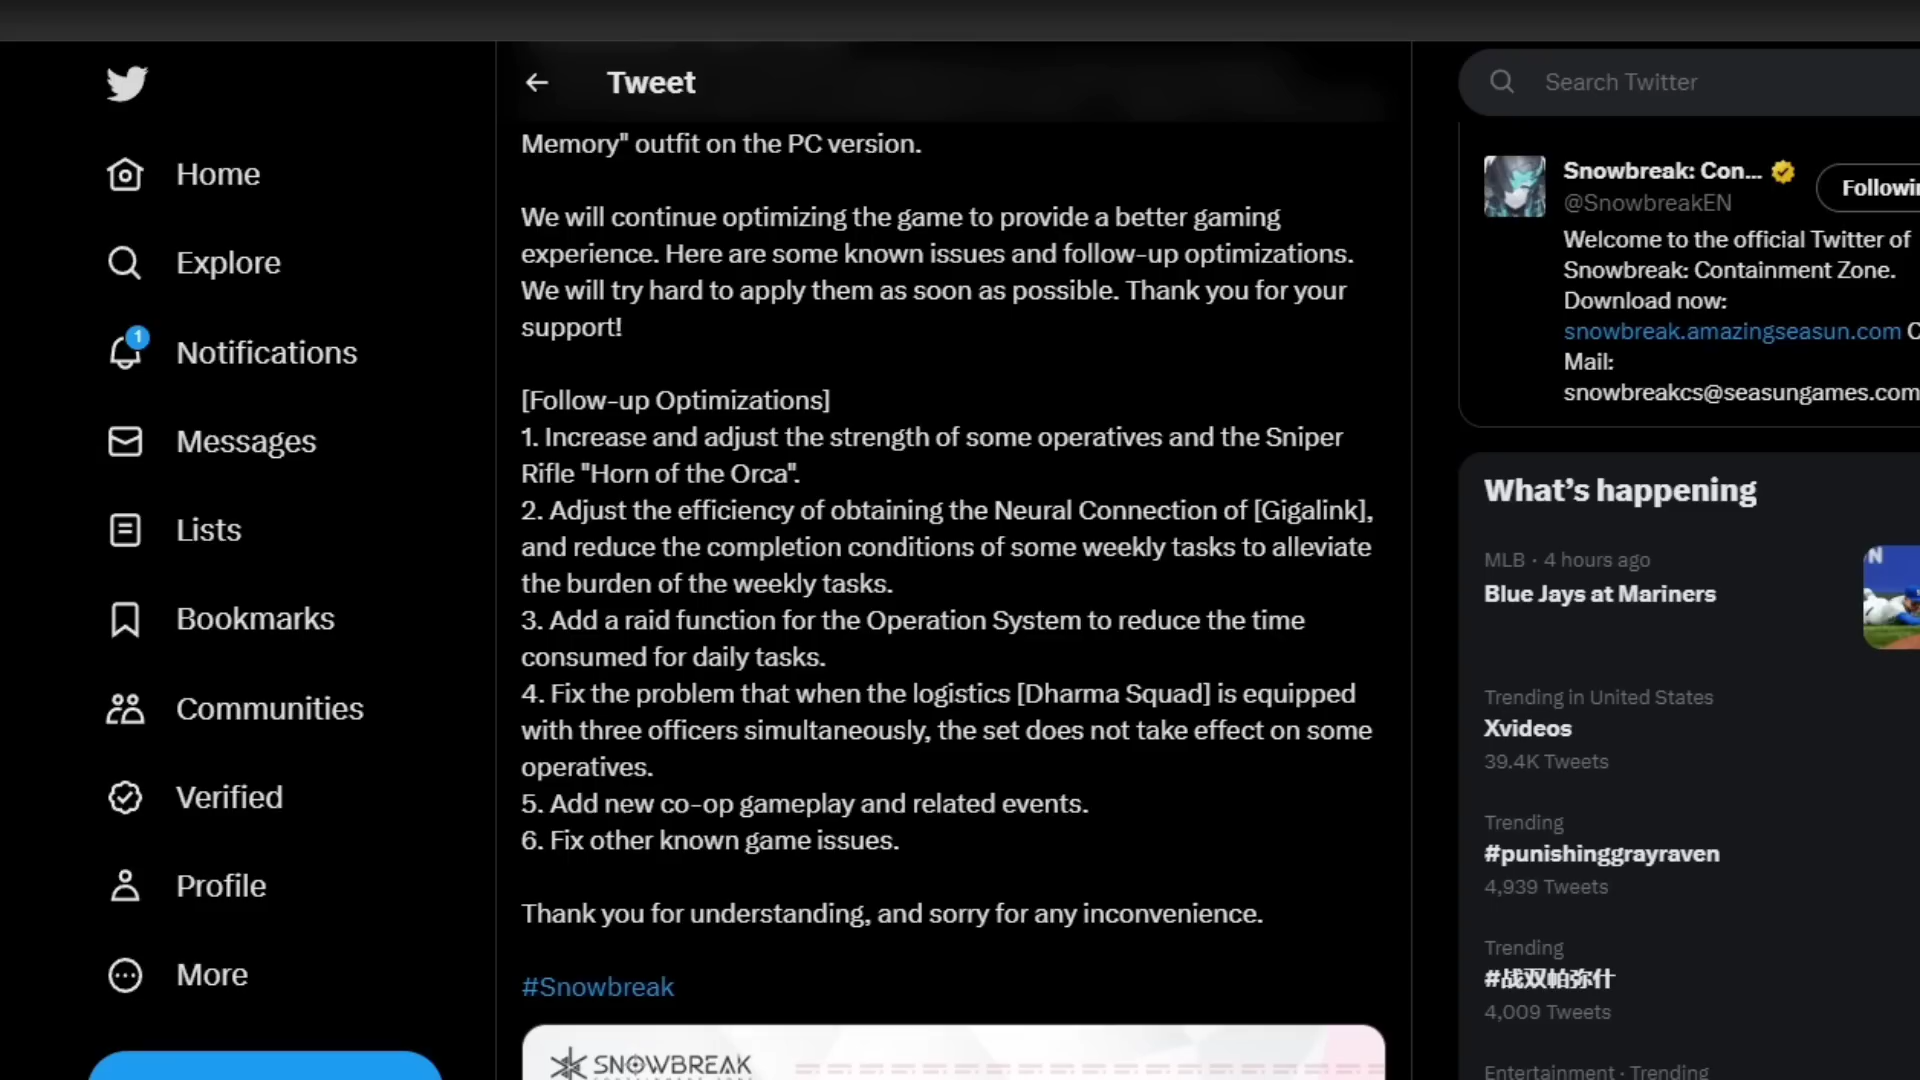 Home
Explore
1
Notifications
Messages
Lists
Bookmarks
Communities
Verified
Profile
More
Tweet
Memory" outfit on the PC version.
We will continue optimizing the game to provide a better gaming
experience. Here are some known issues and follow-up optimizations.
We will try hard to apply them as soon as possible. Thank you for your
support!
[Follow-up Optimizations]
1. Increase and adjust the strength of some operatives and the Sniper
Rifle "Horn of the Orca".
2. Adjust the efficiency of obtaining the Neural Connection of [Gigalink],
and reduce the completion conditions of some weekly tasks to alleviate
the burden of the weekly tasks.
3. Add a raid function for the Operation System to reduce the time
consumed for daily tasks.
4. Fix the problem that when the logistics [Dharma Squad] is equipped
with three officers simultaneously, the set does not take effect on some
operatives.
5. Add new co-op gameplay and related events.
6. Fix other known game issues.
Thank you for understanding, and sorry for any inconvenience.
#Snowbreak
SNOWBREAK
Search Twitter
Snowbreak: Con...
Followin
@SnowbreakEN
Welcome to the official Twitter of
Snowbreak: Containment Zone.
Download now:
snowbreak.amazingseasun.com C
Mail:
snowbreakcs@seasungames.com
What's happening
MLB · 4 hours ago
Blue Jays at Mariners
N
Trending in United States
Xvideos
39.4K Tweets
Trending
#punishinggrayraven
4,939 Tweets
Trending
#战双帕弥什
4,009 Tweets
Entertainment · Trending